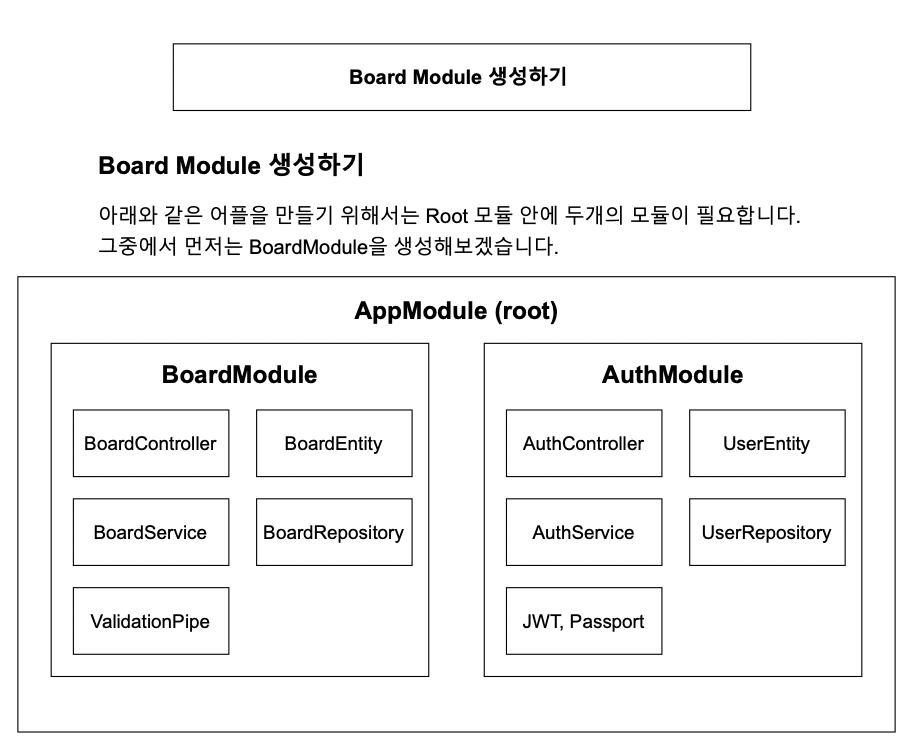 Board Module 생성하기
Board Module 생성하기
아래와 같은 어플을 만들기 위해서는 Root 모듈 안에 두개의 모듈이 필요합니다.
그중에서 먼저는 BoardModule을 생성해보겠습니다.
AppModule (root)
BoardModule
BoardController
BoardEntity
BoardService
BoardRepository
ValidationPipe
AuthModule
AuthController
UserEntity
AuthService
UserRepository
JWT, Passport